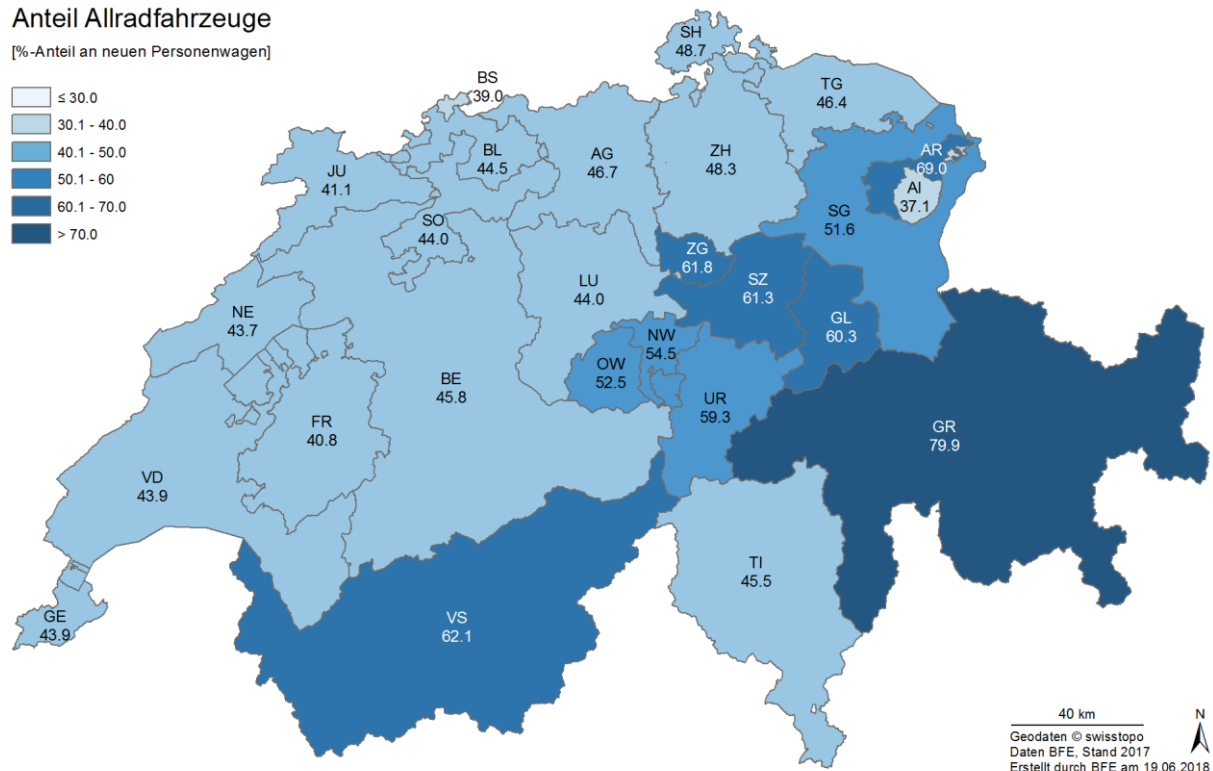 Anteil Allradfahrzeuge
[%-Anteil an neuen Personenwagen]
≤ 30.0
30.1 - 40.0
40.1 - 50.0
50.1 - 60
60.1 - 70.0
> 70.0
SH
48.7
BS
39.0
TG
46.4
BL
44.5
AG
46.7
ZH
48.3
AR
69.0
JU
41.1
AI
37.1
SO
44.0
SG
51.6
ZG
61.8
SZ
61.3
LU
44.0
NE
43.7
GL
60.3
NW
54.5
OW
52.5
BE
45.8
UR
59.3
FR
40.8
GR
79.9
VD
43.9
TI
45.5
GE
43.9
VS
62.1
40 km
N
Geodaten © swisstopo
Daten BFE, Stand 2017
Erstellt durch BFE am 19.06.2018